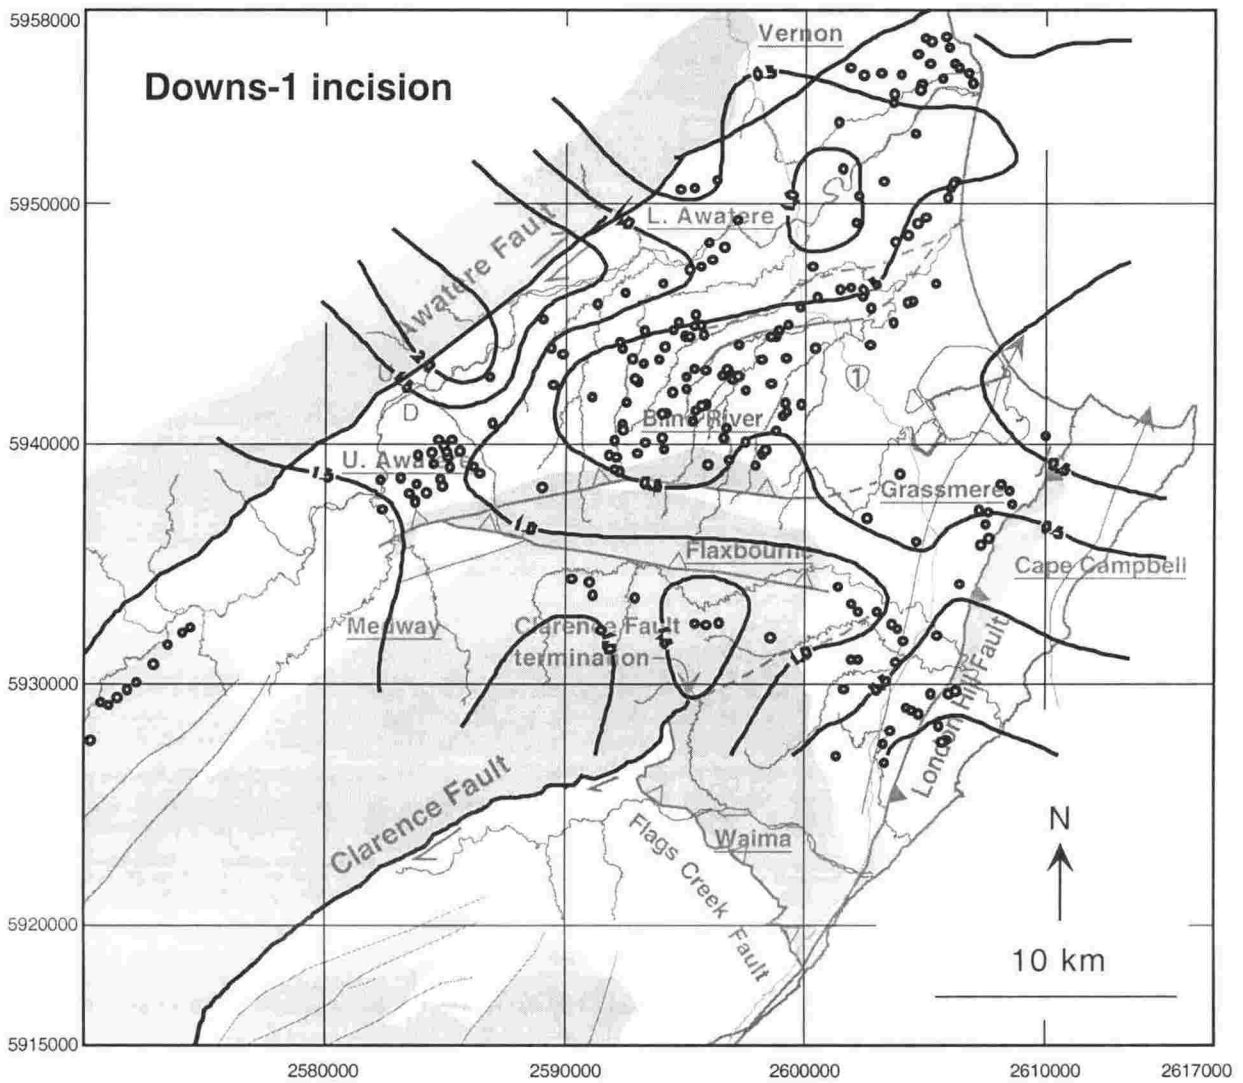 5958000
Vernon
Downs-1 incision
0.5
5950000
L. Awatere
Awatere Fault
1
U
D
Blind River
5940000
U. Awatere
1.5
0.5
0.5
Grassmere
1.0
0.5
Flaxbourne
Cape Campbell
Medway
Clarence Fault
termination
1.5
1.5
1.0
5930000
London Hill Fault
Clarence Fault
Waima
Flags Creek Fault
N
5920000
10 km
5915000
2580000
2590000
2600000
2610000
2617000